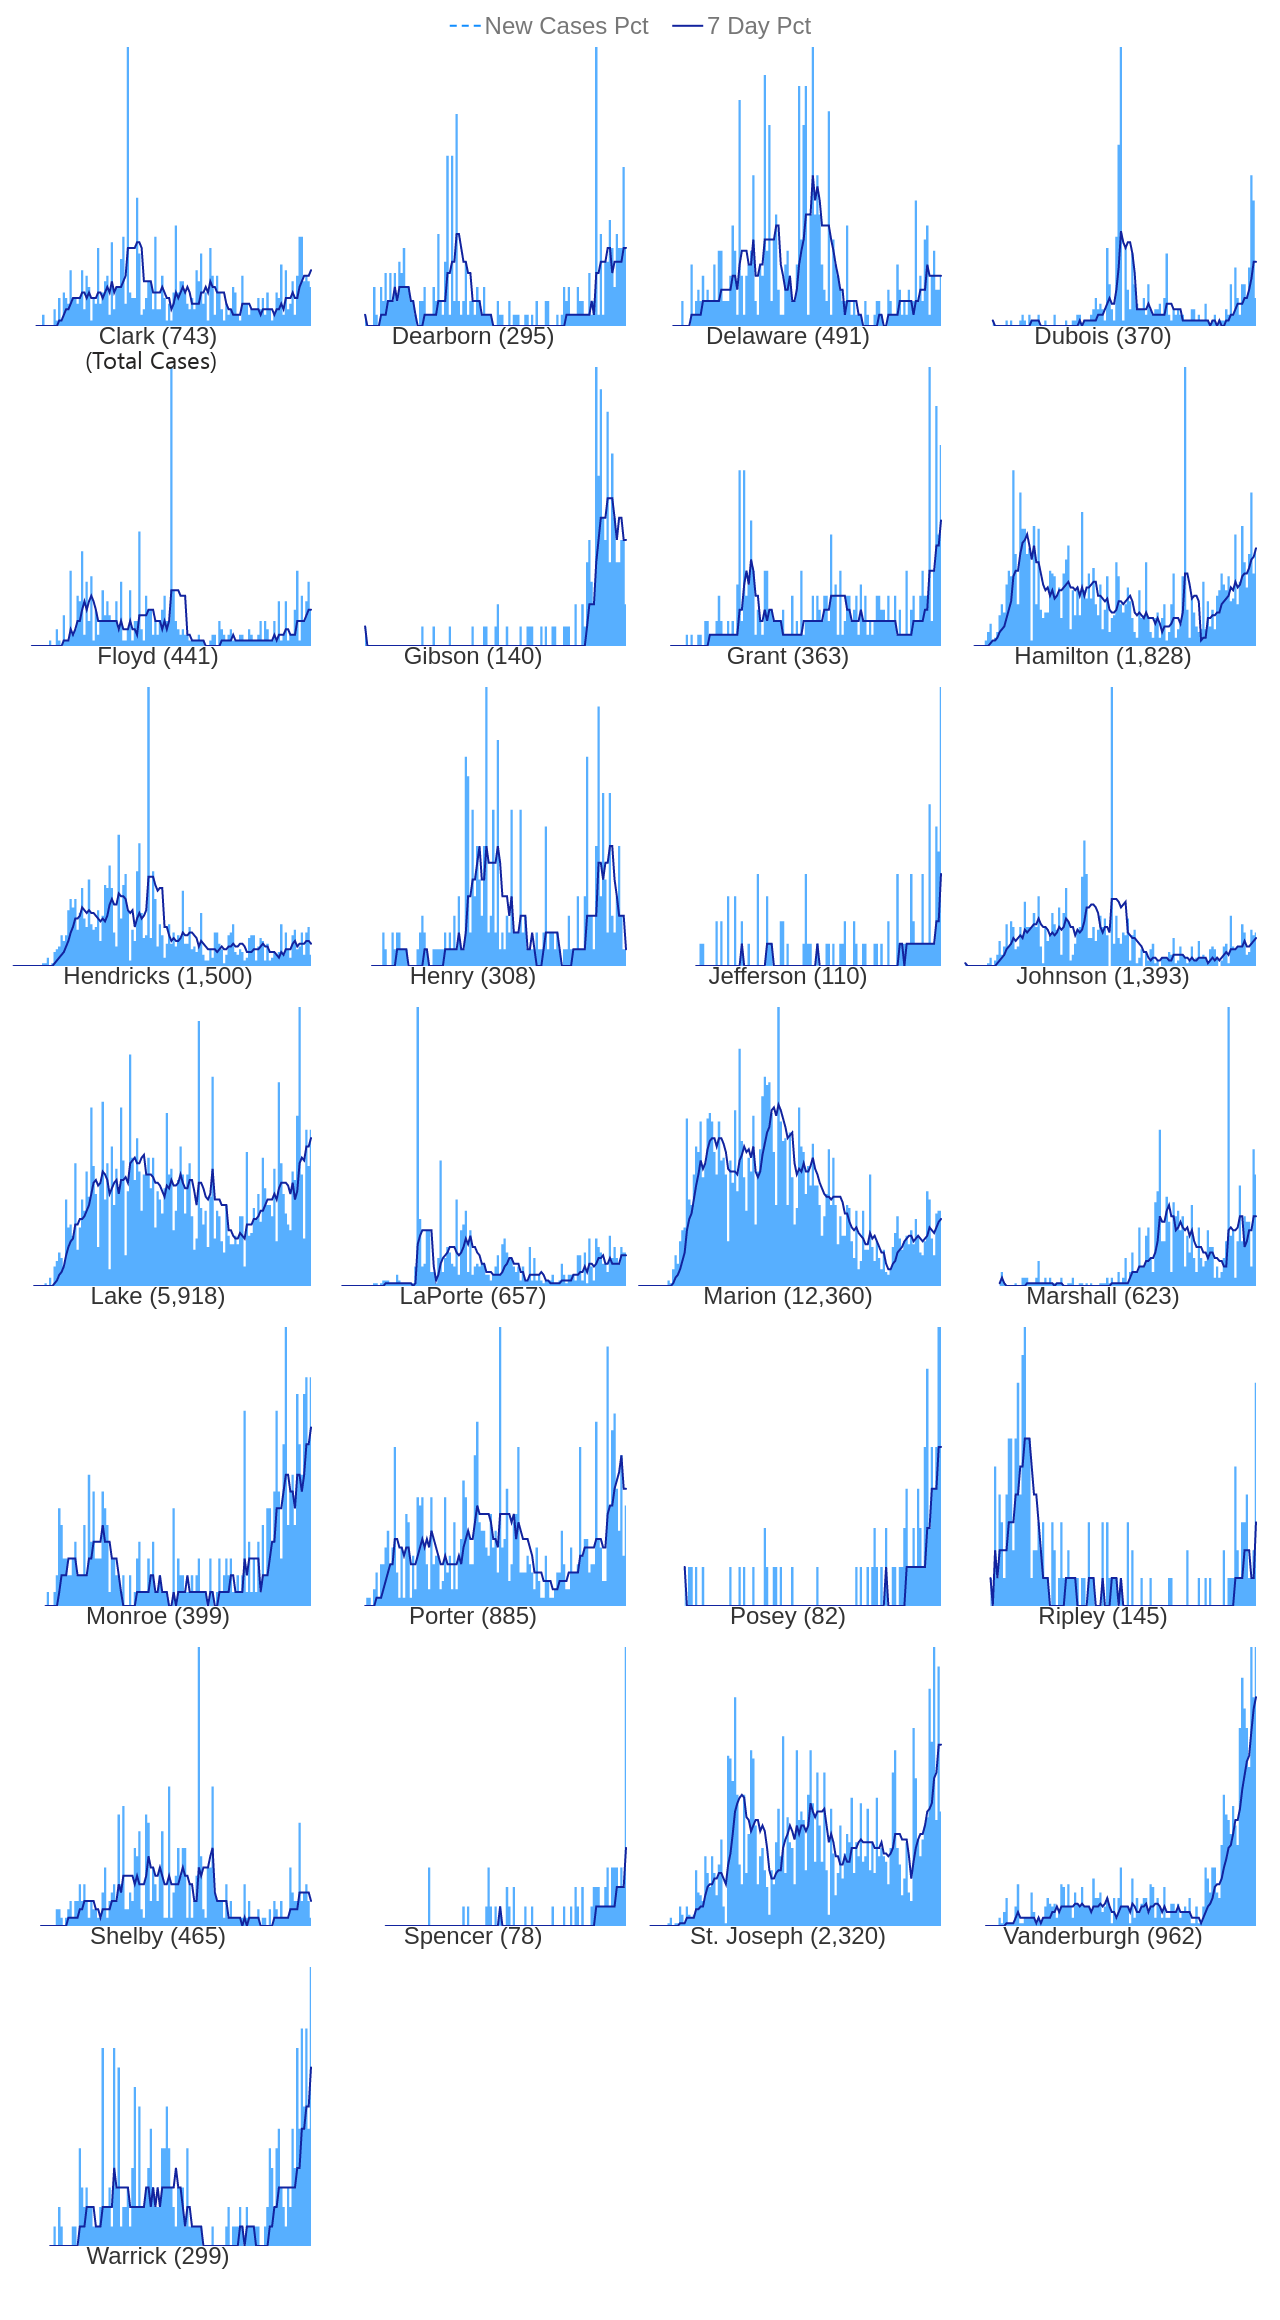 New Cases Pct 7 Day Pct
Clark (743) Dearborn (295) Delaware (491) Dubois (370)
(Total Cases)
Floyd (441) Gibson (140) Grant (363) Hamilton (1,828)
Hendricks (1,500) Henry (308) Jefferson (110) Johnson (1,393)
Lake (5,918) LaPorte (657) Marion (12,360) Marshall (623)
Monroe (399) Porter (885) Posey (82) Ripley (145)
Shelby (465) Spencer (78) St. Joseph (2,320) Vanderburgh (962)
Warrick (299)